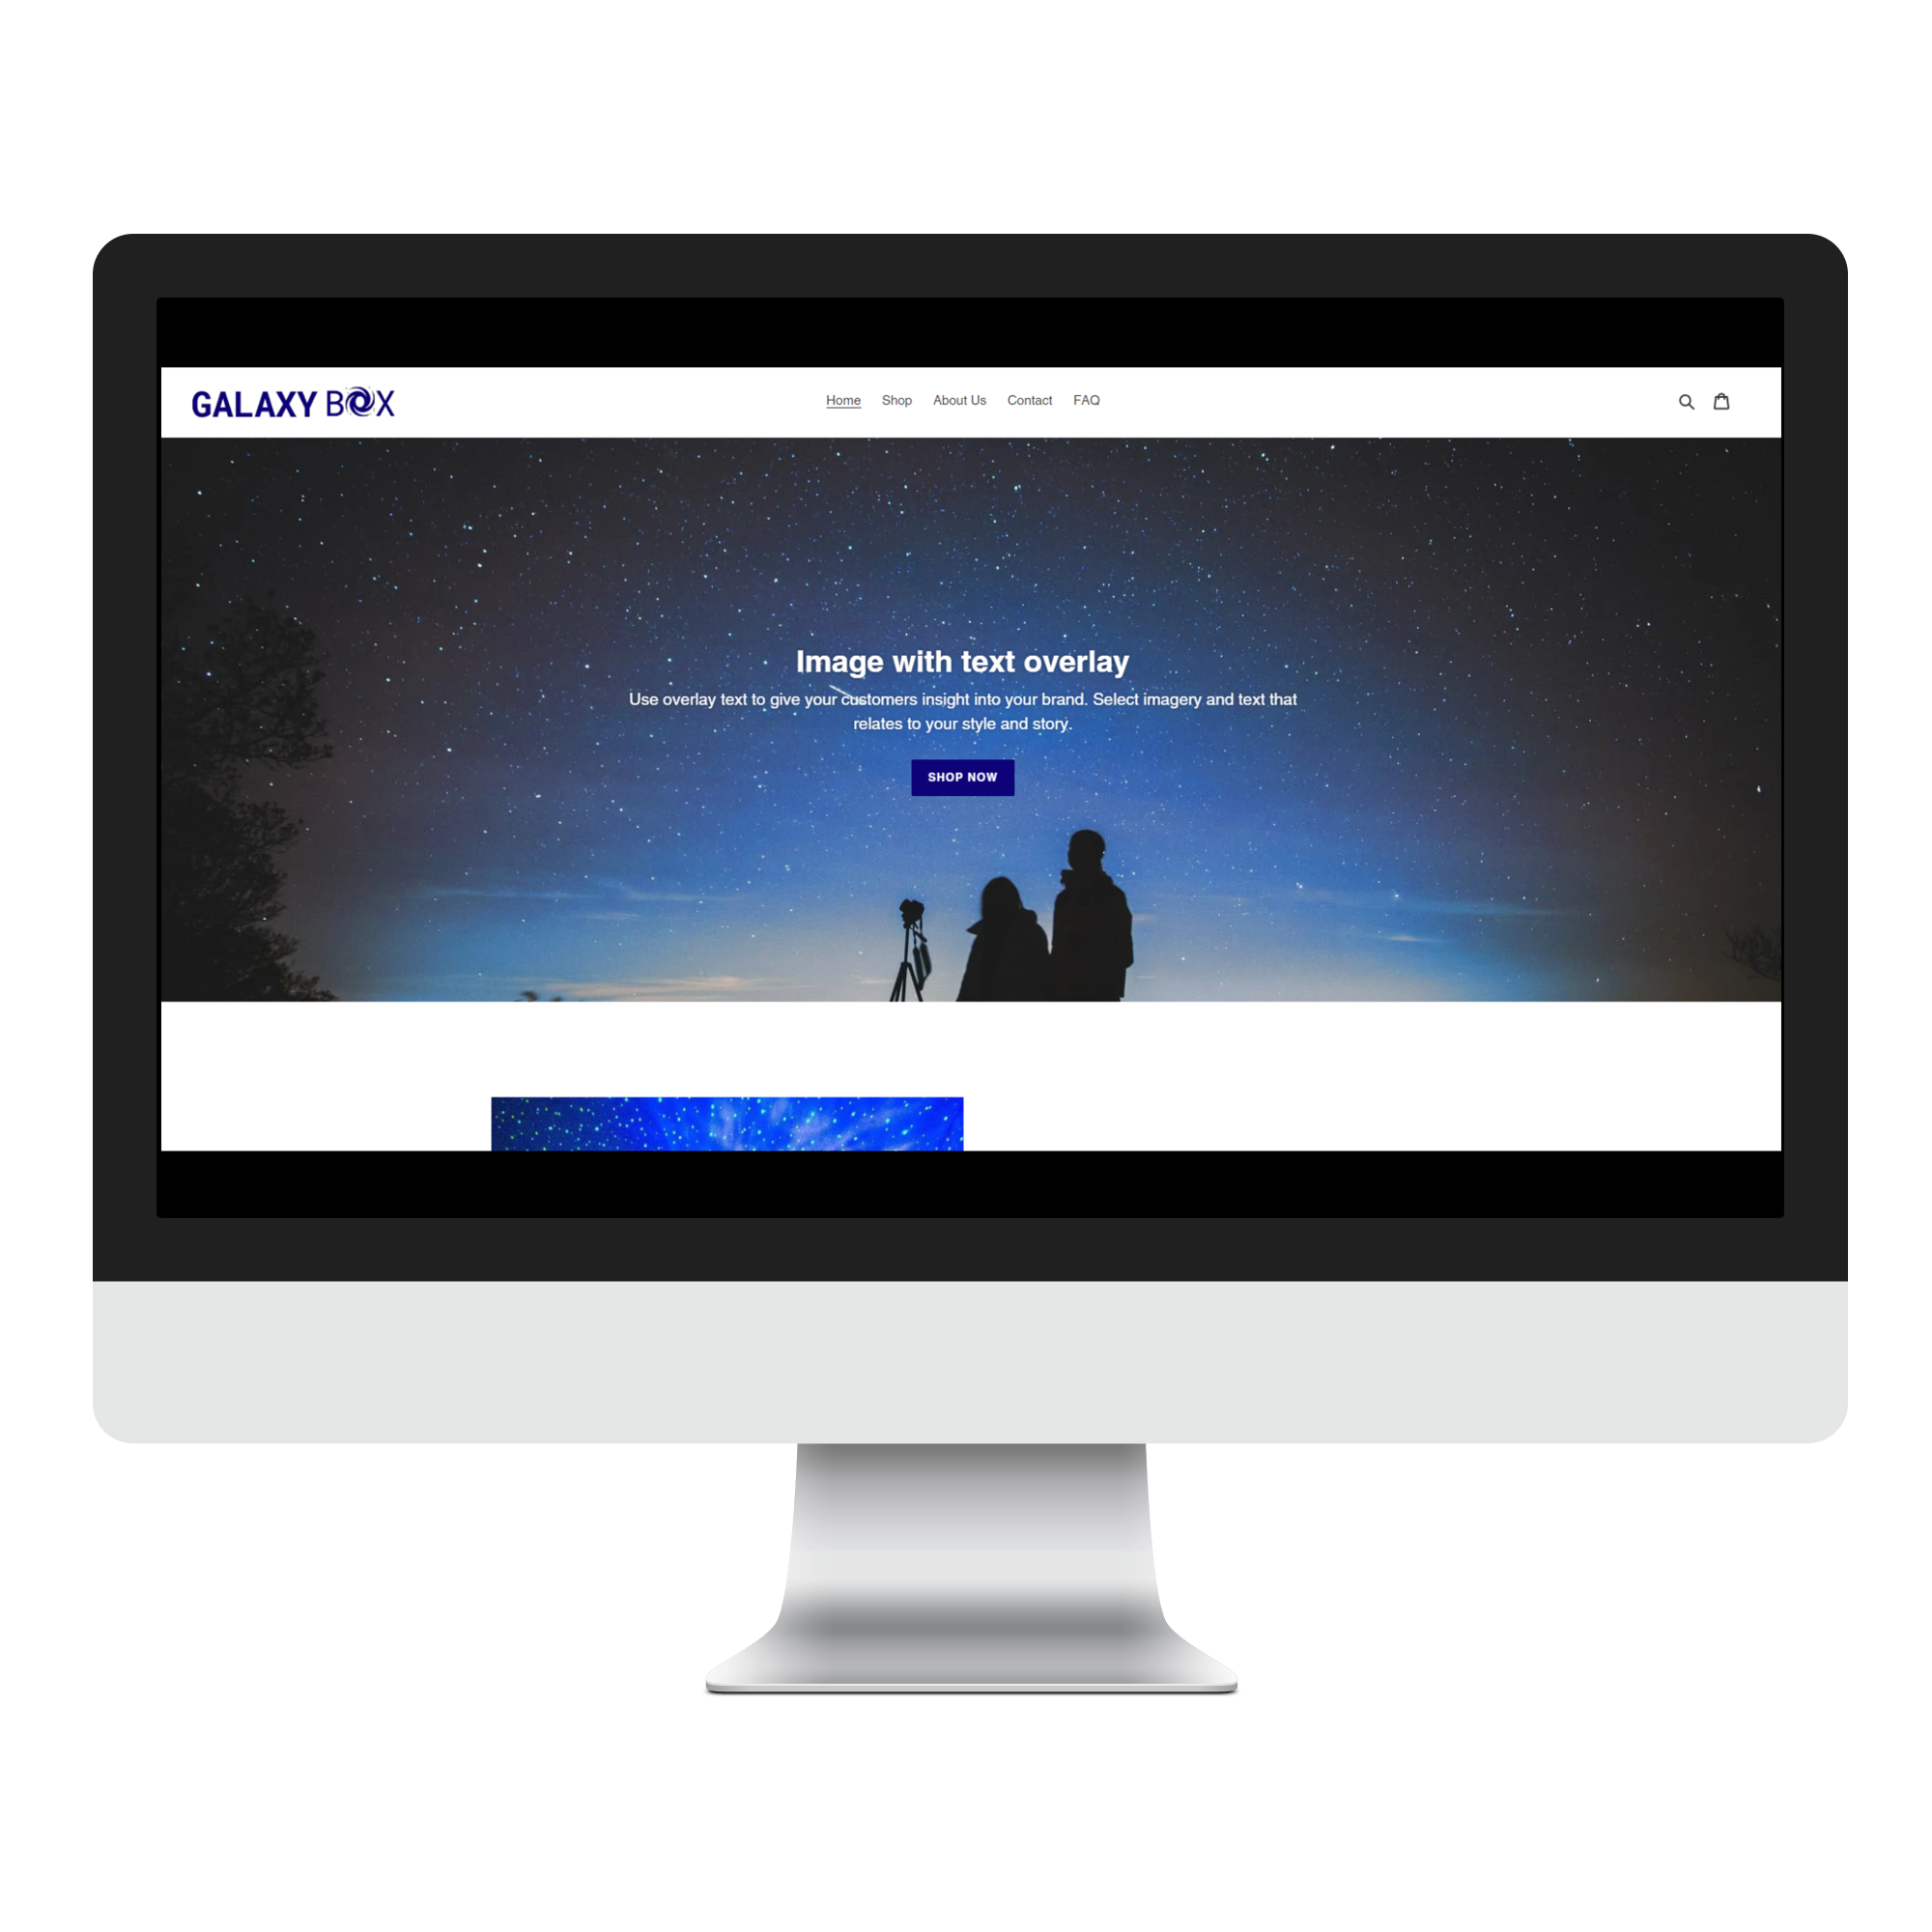 GALAXY BOX
Home Shop About Us Contact FAQ
Image with text overlay
Use overlay text to give your customers insight into your brand. Select imagery and text that
relates to your style and story.
SHOP NOW